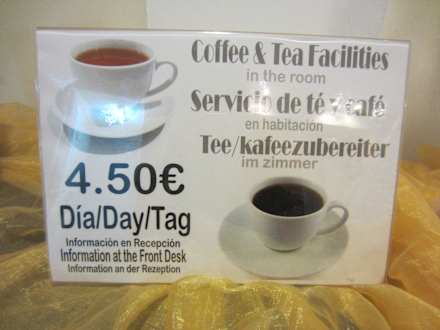 Coffee & Tea Facilities
in the room
Servicio de té y café
en habitación
Tee/kafeezubereiter
im zimmer
4.50€
Día/Day/Tag
Información en Recepción
Information at the Front Desk
Information an der Rezeption